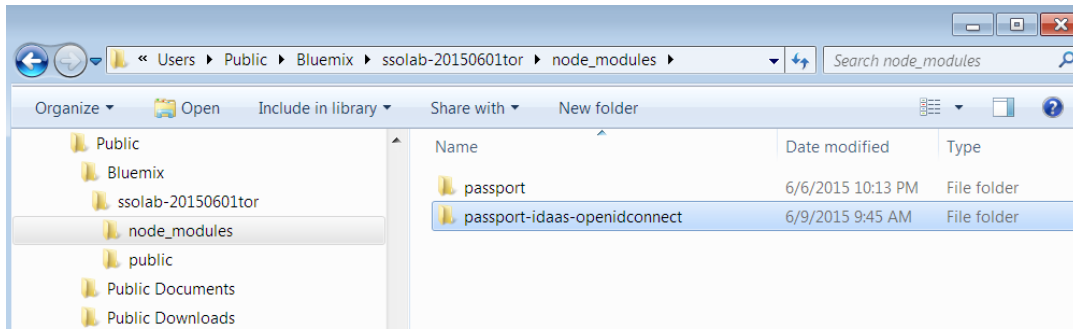 « Users Public Bluemix ssolab-20150601tor node_modules Search node_modules
Organize Open Include in library Share with New folder
Public
Bluemix
ssolab-20150601tor
node_modules
public
Public Documents
Public Downloads
Name Date modified Type
passport 6/6/2015 10:13 PM File folder
passport-idaas-openidconnect 6/9/2015 9:45 AM File folder